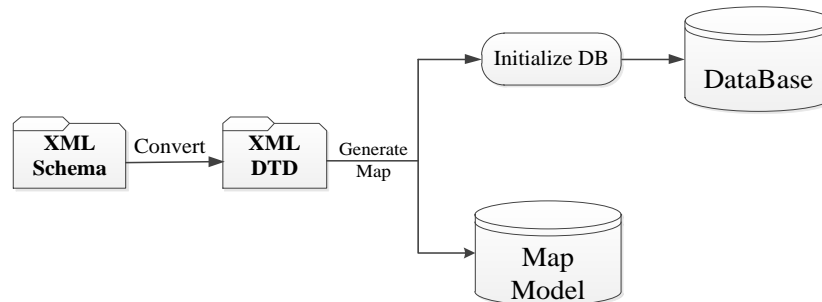 XML
Schema
Convert
XML
DTD
Generate
Map
Initialize DB
DataBase
Map
Model